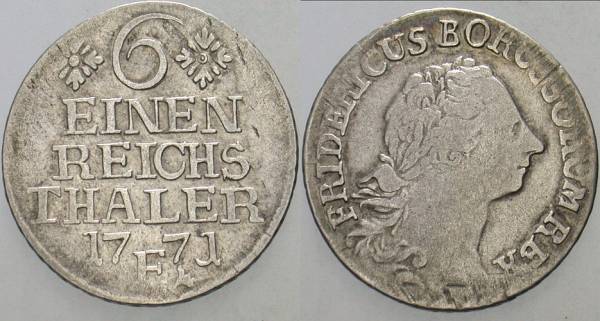 6
EINEN
REICHS
THALER
17 71
E
FRIDERICUS BORUSSORUM REX